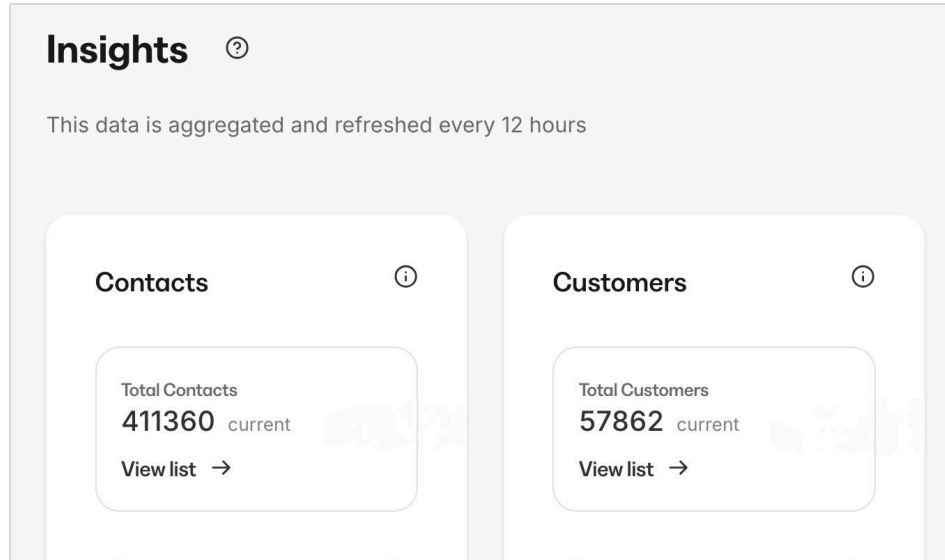 Insights
This data is aggregated and refreshed every 12 hours
Contacts
Total Contacts
411360 current
View list →
Customers
Total Customers
57862 current
View list →